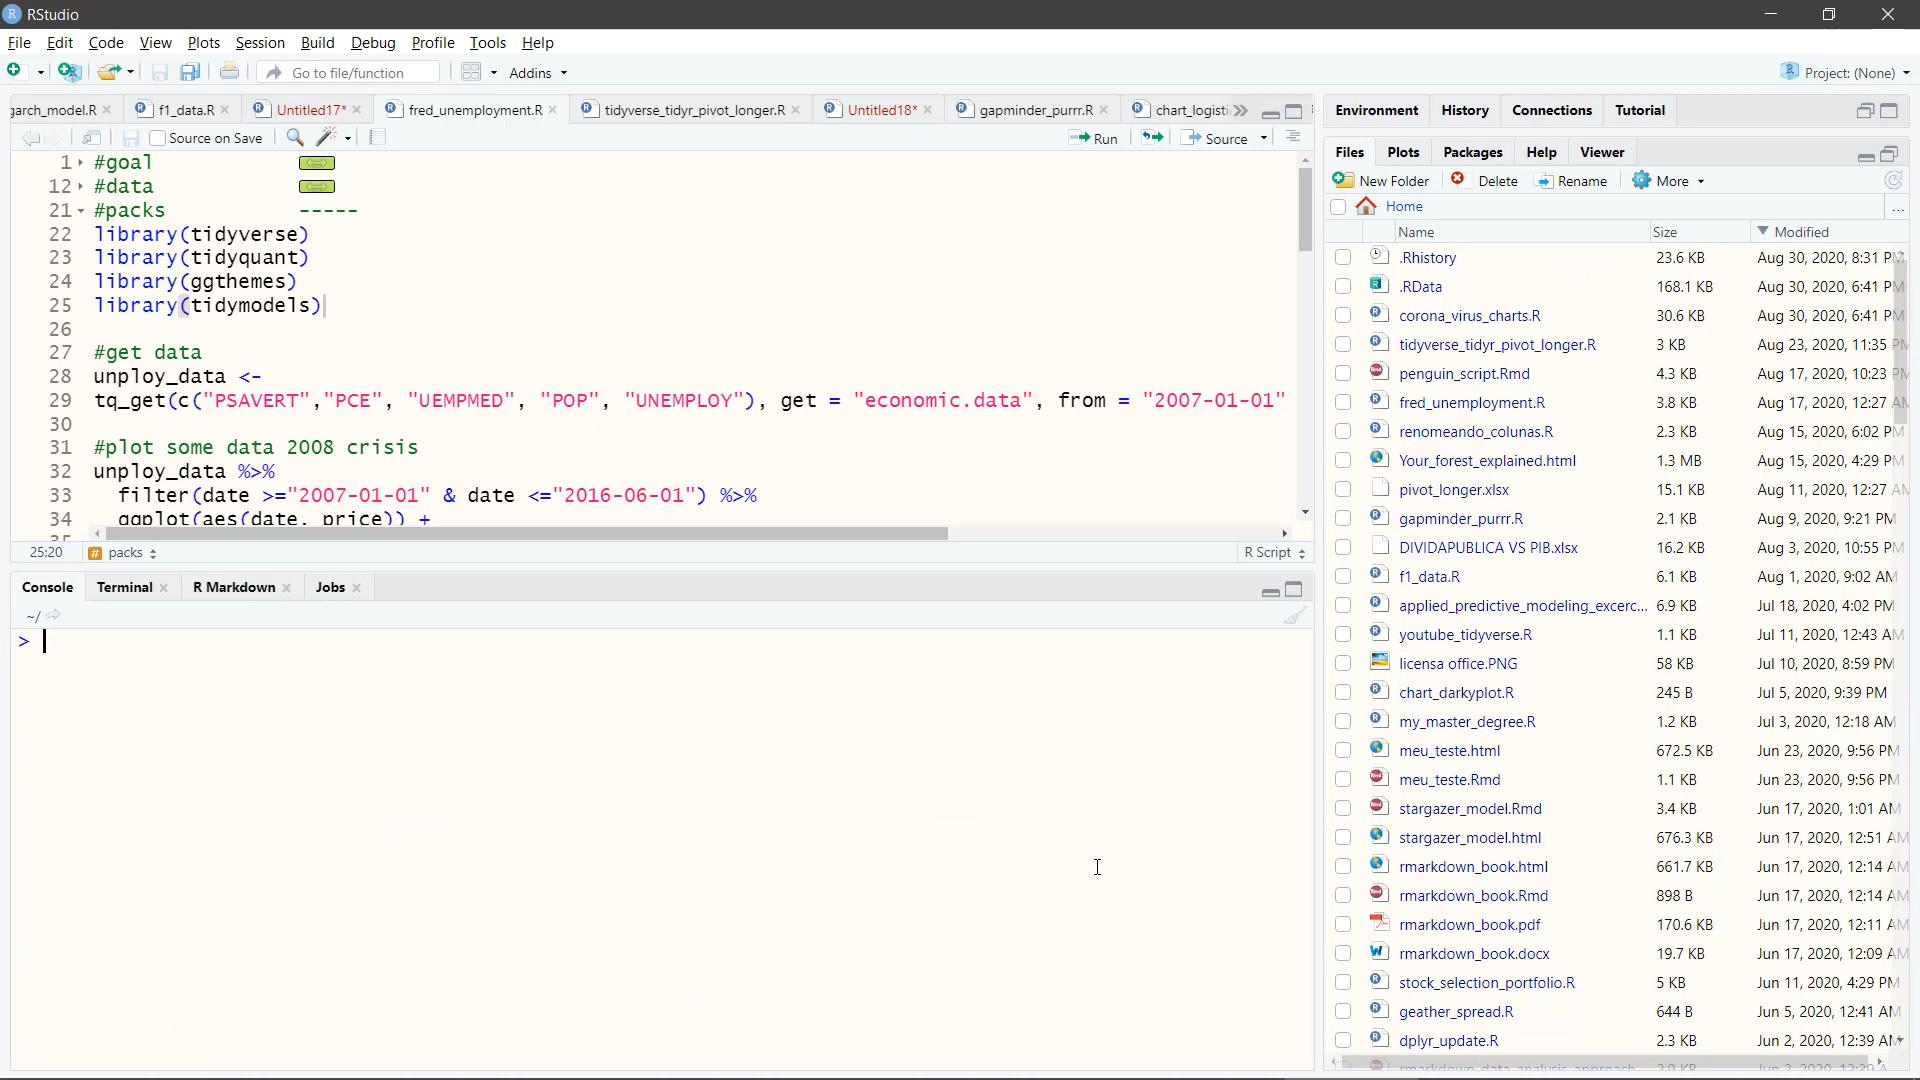 RStudio
File Edit Code View Plots Session Build Debug Profile Tools Help
Go to file/function Addins Project: (None)
garch_model.R f1_data.R Untitled17* fred_unemployment.R tidyverse_tidyr_pivot_longer.R Untitled18* gapminder_purrr.R chart_logisti
Source on Save Run Source
1 #goal
12 #data
21 #packs -----
22 library(tidyverse)
23 library(tidyquant)
24 library(ggthemes)
25 library(tidymodels)
26
27 #get data
28 unploy_data <-
29 tq_get(c("PSAVERT","PCE", "UEMPMED", "POP", "UNEMPLOY"), get = "economic.data", from = "2007-01-01"
30
31 #plot some data 2008 crisis
32 unploy_data %>%
33 filter(date >="2007-01-01" & date <="2016-06-01") %>%
34 ggplot(aes(date, price)) +
35
25:20 # packs R Script
Console Terminal R Markdown Jobs
~/
>
Environment History Connections Tutorial
Files Plots Packages Help Viewer
New Folder Delete Rename More
Home ...
Name Size Modified
.Rhistory 23.6 KB Aug 30, 2020, 8:31 PM
.RData 168.1 KB Aug 30, 2020, 6:41 PM
corona_virus_charts.R 30.6 KB Aug 30, 2020, 6:41 PM
tidyverse_tidyr_pivot_longer.R 3 KB Aug 23, 2020, 11:35 PM
penguin_script.Rmd 4.3 KB Aug 17, 2020, 10:23 PM
fred_unemployment.R 3.8 KB Aug 17, 2020, 12:27 AM
renomeando_colunas.R 2.3 KB Aug 15, 2020, 6:02 PM
Your_forest_explained.html 1.3 MB Aug 15, 2020, 4:29 PM
pivot_longer.xlsx 15.1 KB Aug 11, 2020, 12:27 AM
gapminder_purrr.R 2.1 KB Aug 9, 2020, 9:21 PM
DIVIDAPUBLICA VS PIB.xlsx 16.2 KB Aug 3, 2020, 10:55 PM
f1_data.R 6.1 KB Aug 1, 2020, 9:02 AM
applied_predictive_modeling_excerc... 6.9 KB Jul 18, 2020, 4:02 PM
youtube_tidyverse.R 1.1 KB Jul 11, 2020, 12:43 AM
licensa office.PNG 58 KB Jul 10, 2020, 8:59 PM
chart_darkyplot.R 245 B Jul 5, 2020, 9:39 PM
my_master_degree.R 1.2 KB Jul 3, 2020, 12:18 AM
meu_teste.html 672.5 KB Jun 23, 2020, 9:56 PM
meu_teste.Rmd 1.1 KB Jun 23, 2020, 9:56 PM
stargazer_model.Rmd 3.4 KB Jun 17, 2020, 1:01 AM
stargazer_model.html 676.3 KB Jun 17, 2020, 12:51 AM
rmarkdown_book.html 661.7 KB Jun 17, 2020, 12:14 AM
rmarkdown_book.Rmd 898 B Jun 17, 2020, 12:14 AM
rmarkdown_book.pdf 170.6 KB Jun 17, 2020, 12:11 AM
rmarkdown_book.docx 19.7 KB Jun 17, 2020, 12:09 AM
stock_selection_portfolio.R 5 KB Jun 11, 2020, 4:29 PM
geather_spread.R 644 B Jun 5, 2020, 12:41 AM
dplyr_update.R 2.3 KB Jun 2, 2020, 12:39 AM